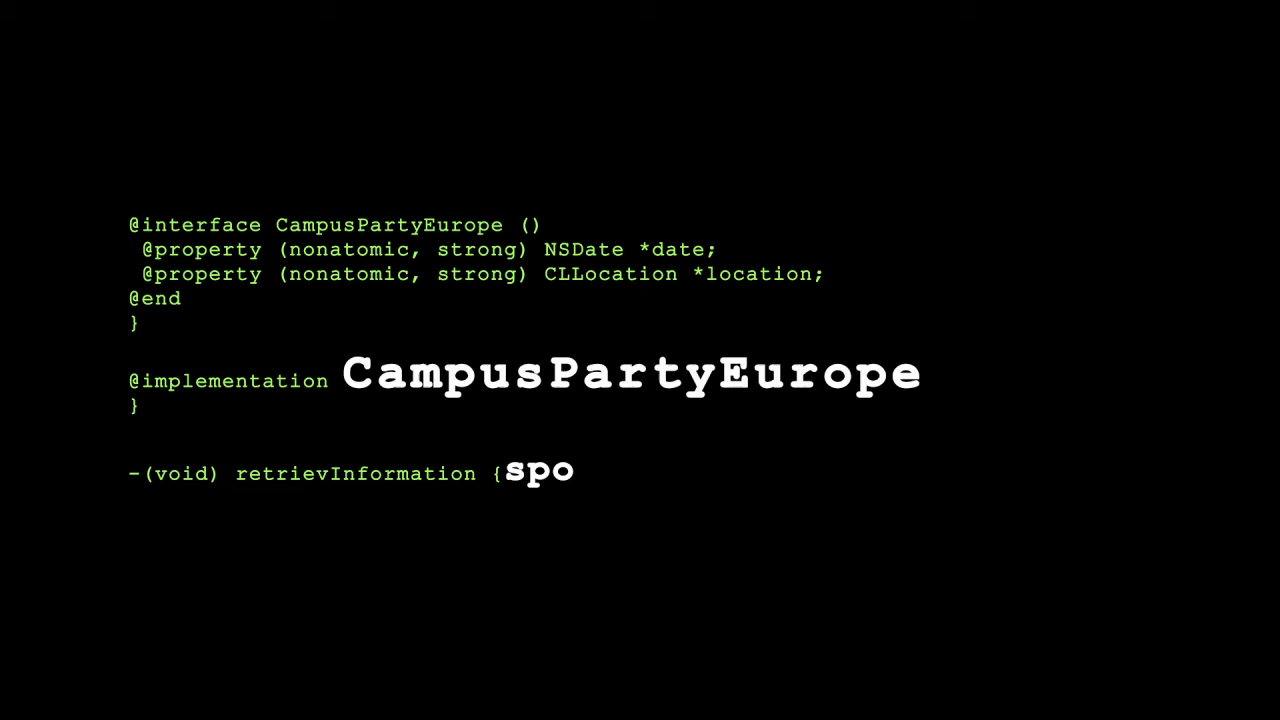 @interface CampusPartyEurope ()
@property (nonatomic, strong) NSDate *date;
@property (nonatomic, strong) CLLocation *location;
@end
}
@implementation CampusPartyEurope
}
-(void) retrievInformation {spo